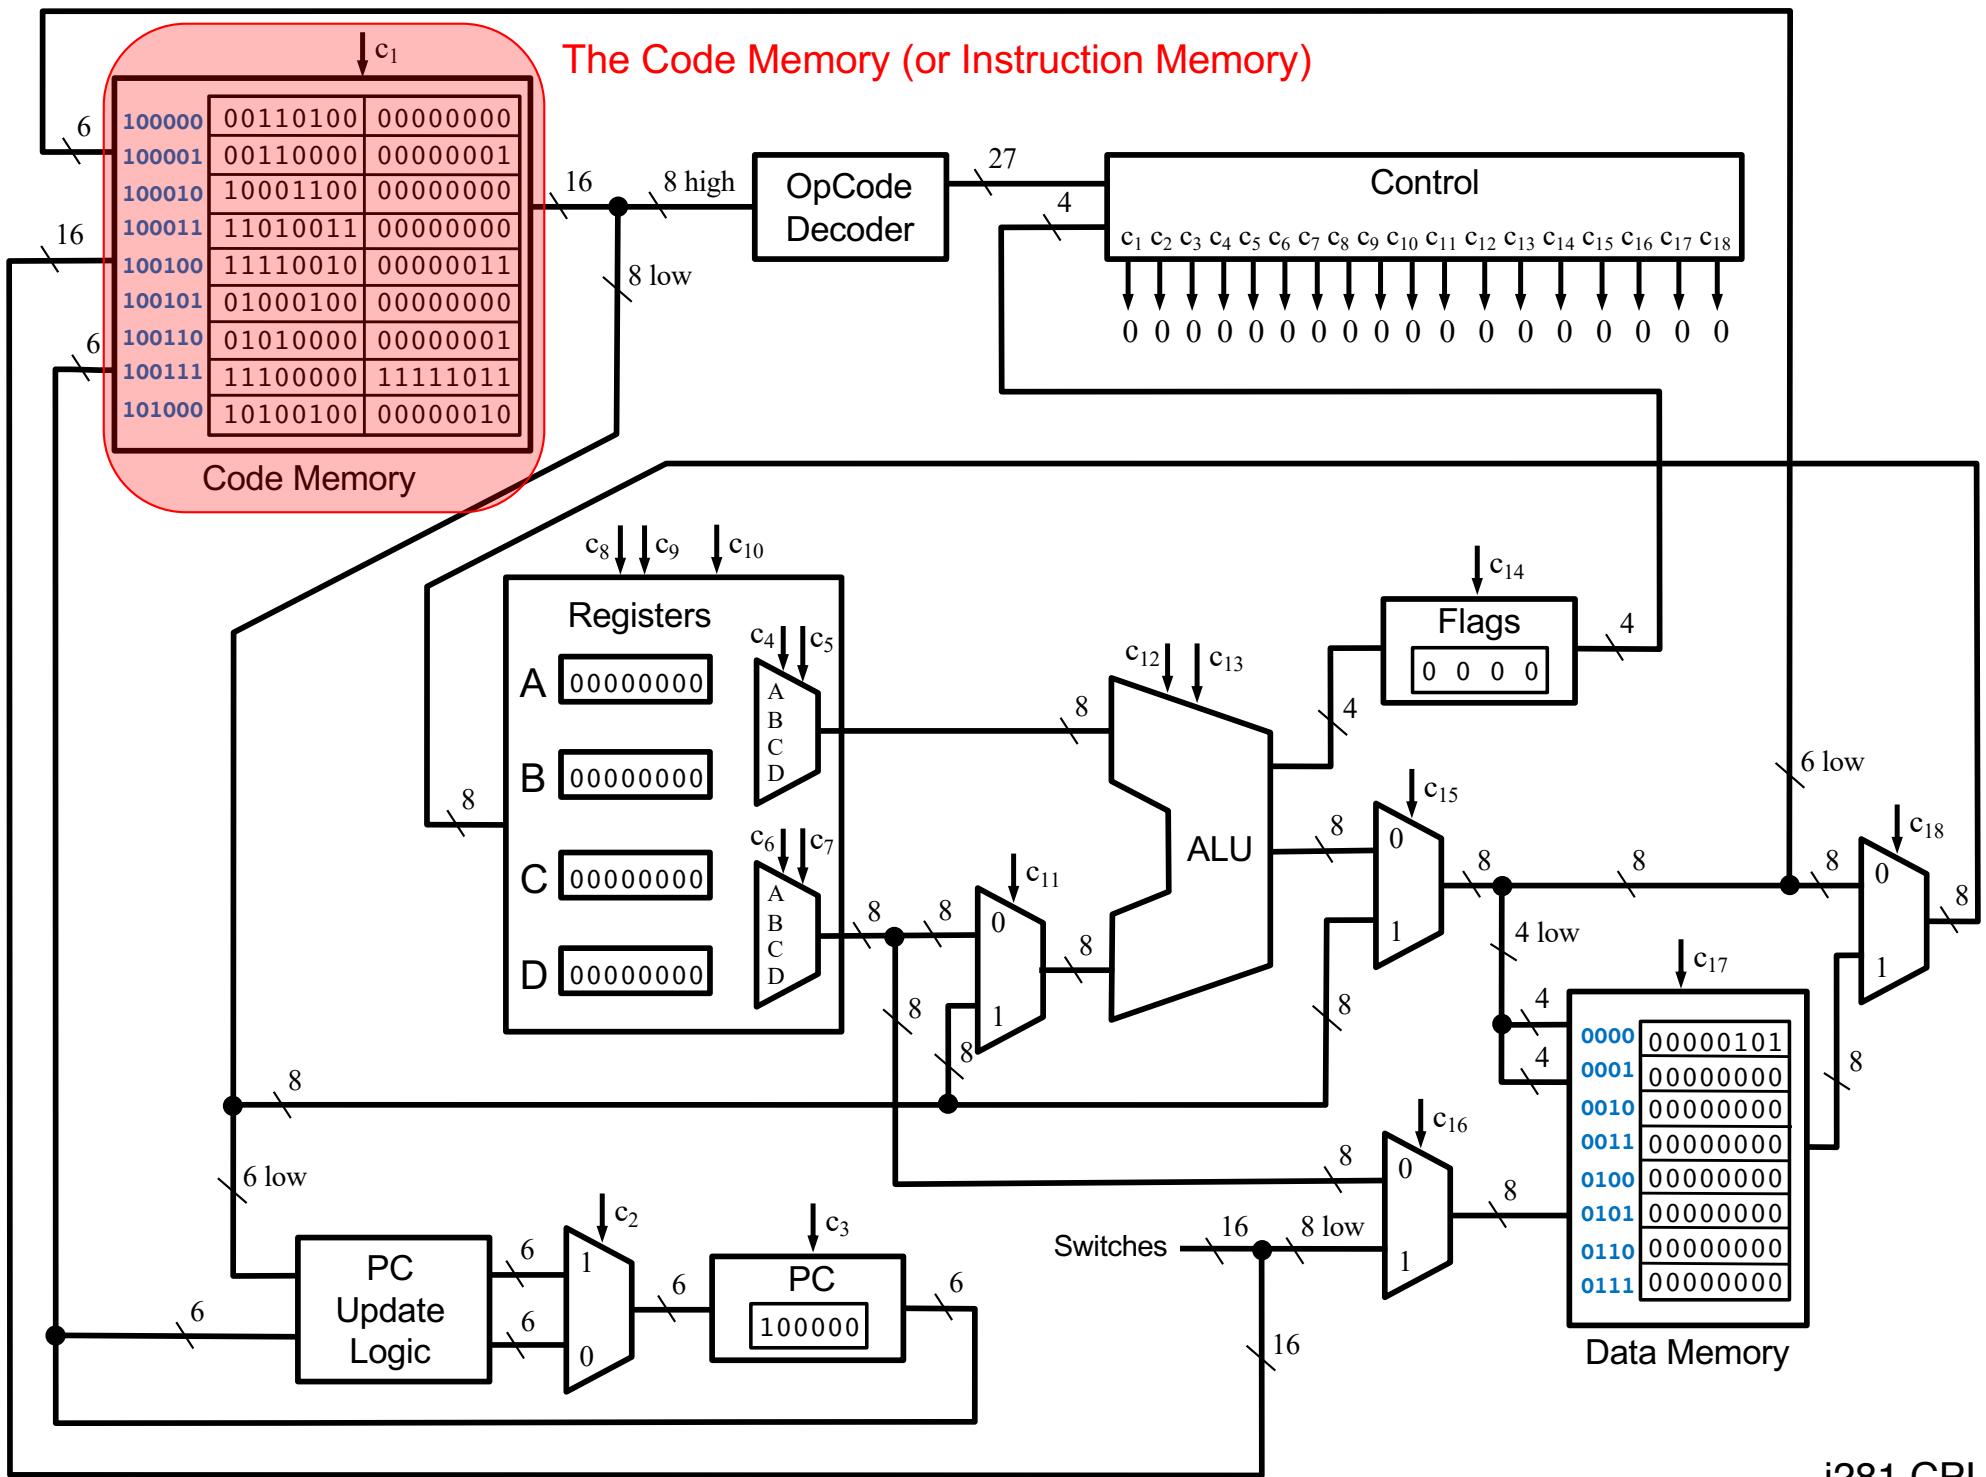 The Code Memory (or Instruction Memory)
c1
100000 00110100 00000000
100001 00110000 00000001
100010 10001100 00000000
100011 11010011 00000000
100100 11110010 00000011
100101 01000100 00000000
100110 01010000 00000001
100111 11100000 11111011
101000 10100100 00000010
Code Memory
6
16
6
16
8 high
8 low
OpCode
Decoder
27
4
Control
c1 c2 c3 c4 c5 c6 c7 c8 c9 c10 c11 c12 c13 c14 c15 c16 c17 c18
0 0 0 0 0 0 0 0 0 0 0 0 0 0 0 0 0 0
c8 c9 c10
Registers
A 00000000
B 00000000
C 00000000
D 00000000
8
c4 c5
A
B
C
D
c6 c7
A
B
C
D
8
8
8
8
c11
0
1
8
8
8
c12 c13
ALU
c14
Flags
0 0 0 0
4
4
8
c15
0
1
8
8
8
6 low
8
4 low
4
4
c18
0
1
8
c17
0000 00000101
0001 00000000
0010 00000000
0011 00000000
0100 00000000
0101 00000000
0110 00000000
0111 00000000
Data Memory
8
8
c16
0
1
8
8
Switches
16
8 low
16
6 low
6
PC
Update
Logic
6
6
c2
1
0
6
c3
PC
100000
6